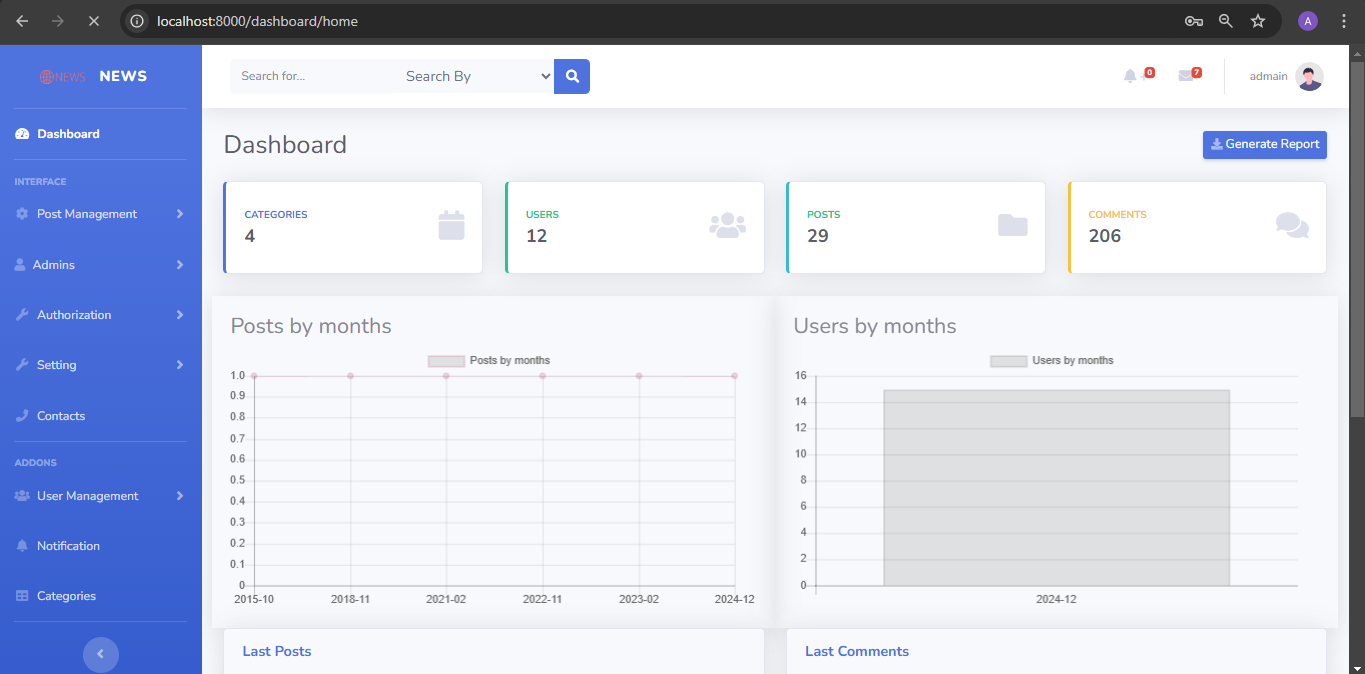 localhost:8000/dashboard/home
A
NEWS NEWS
Search for... Search By
0 7 admain
Dashboard
INTERFACE
Post Management
Admins
Authorization
Setting
Contacts
ADDONS
User Management
Notification
Categories
Dashboard
Generate Report
CATEGORIES
4
USERS
12
POSTS
29
COMMENTS
206
Posts by months
Posts by months
1.0
0.9
0.8
0.7
0.6
0.5
0.4
0.3
0.2
0.1
0
2015-10 2018-11 2021-02 2022-11 2023-02 2024-12
Users by months
Users by months
16
14
12
10
8
6
4
2
0
2024-12
Last Posts
Last Comments